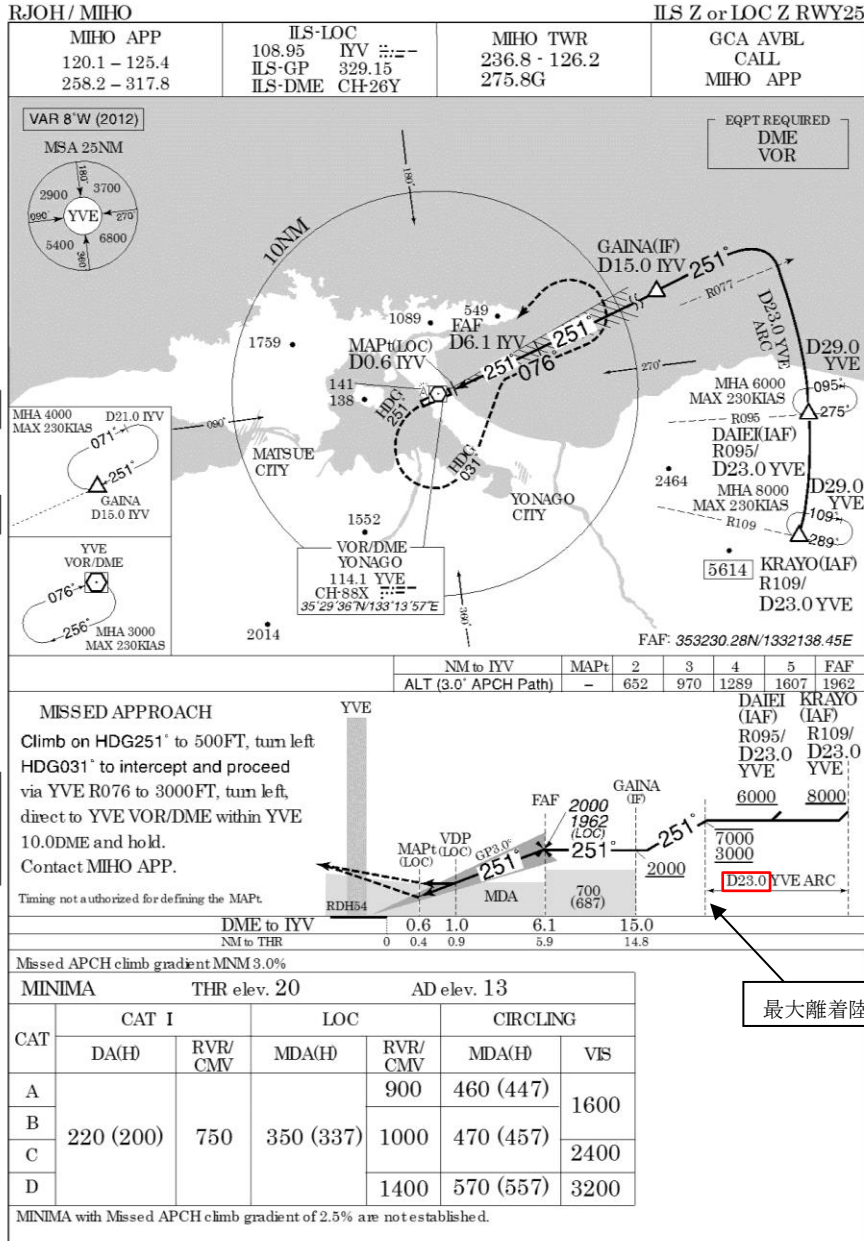 RJOH / MIHO
ILS Z or LOC Z RWY25
MIHO APP
120.1 – 125.4
258.2 – 317.8
ILS-LOC
108.95 IYV
ILS-GP 329.15
ILS-DME CH-26Y
MIHO TWR
236.8 - 126.2
275.8G
GCA AVBL
CALL
MIHO APP
VAR 8°W (2012)
MSA 25NM
180°
2900 3700
090° YVE 270°
5400 6800
360°
EQPT REQUIRED
DME
VOR
180°
10NM
GAINA(IF)
D15.0 IYV
251°
R077
D23.0 YVE
ARC
549
1089
FAF
D6.1 IYV
1759
MAPt(LOC)
D0.6 IYV
251°
251°
076°
270°
D29.0
YVE
MHA 6000
MAX 230KIAS
095°
275°
R095
141
138
HDG
251°
HDG
031°
DAIEI(IAF)
R095/
D23.0 YVE
MHA 4000
MAX 230KIAS
D21.0 IYV
071°
251°
GAINA
D15.0 IYV
090°
MATSUE
CITY
YONAGO
CITY
2464
MHA 8000
MAX 230KIAS
D29.0
YVE
R109
109°
289°
1552
5614
KRAYO(IAF)
R109/
D23.0 YVE
YVE
VOR/DME
076°
256°
MHA 3000
MAX 230KIAS
VOR/DME
YONAGO
114.1 YVE
CH-88X
35°29'36"N/133°13'57"E
360°
2014
FAF: 353230.28N/1332138.45E
NM to IYV MAPt 2 3 4 5 FAF
ALT (3.0° APCH Path) – 652 970 1289 1607 1962
MISSED APPROACH
Climb on HDG251° to 500FT, turn left
HDG031° to intercept and proceed
via YVE R076 to 3000FT, turn left,
direct to YVE VOR/DME within YVE
10.0DME and hold.
Contact MIHO APP.
Timing not authorized for defining the MAPt.
YVE
DAIEI
(IAF)
R095/
D23.0
YVE
KRAYO
(IAF)
R109/
D23.0
YVE
6000 8000
GAINA
(IF)
FAF
2000
1962
(LOC)
MAPt
(LOC)
VDP
(LOC)
GP3.0°
251°
251°
251°
2000
7000
3000
D23.0 YVE ARC
MDA
700
(687)
RDH54
DME to IYV 0.6 1.0 6.1 15.0
NM to THR 0 0.4 0.9 5.9 14.8
Missed APCH climb gradient MNM 3.0%
最大離着陸
MINIMA THR elev. 20 AD elev. 13
CAT CAT I LOC CIRCLING
DA(H) RVR/CMV MDA(H) RVR/CMV MDA(H) VIS
A 220 (200) 750 350 (337) 900 460 (447) 1600
B 1000 470 (457)
C 2400
D 1400 570 (557) 3200
MINIMA with Missed APCH climb gradient of 2.5% are not established.